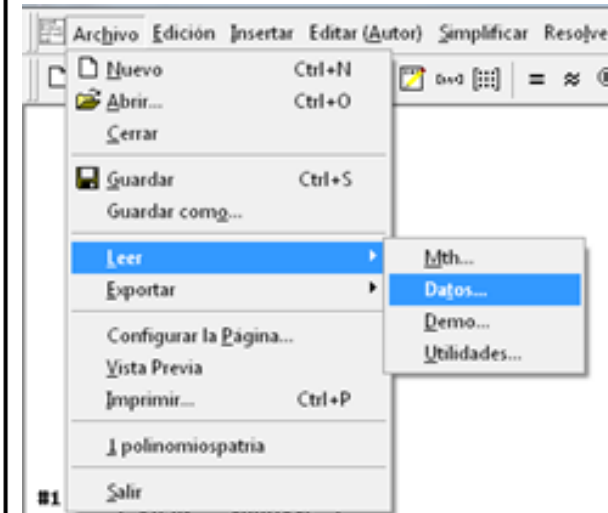 Archivo Edición Insertar Editar (Autor) Simplificar Resolve
Nuevo Ctrl+N
Abrir... Ctrl+O
Cerrar
Guardar Ctrl+S
Guardar como...
Leer
Exportar
Configurar la Página...
Vista Previa
Imprimir... Ctrl+P
1 polinomiospatria
Salir
Mth...
Datos...
Demo...
Utilidades...
= ≈
#1